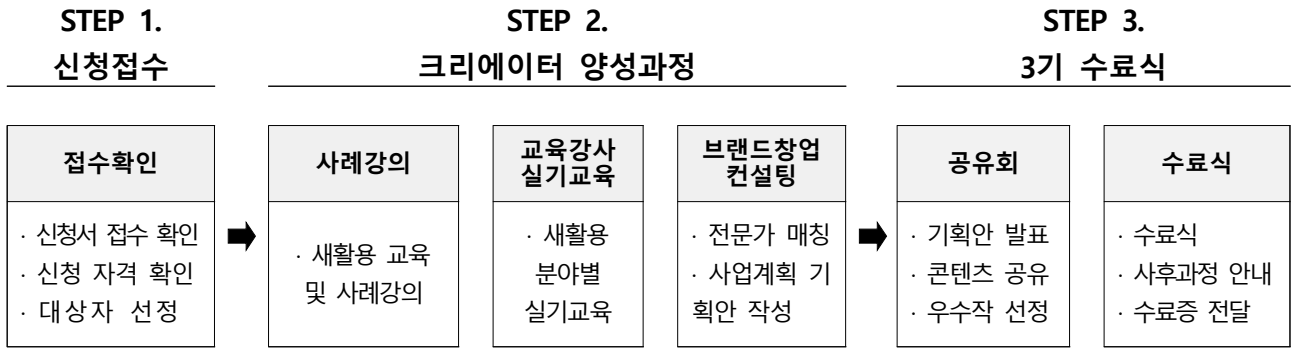 STEP 1.
신청접수
STEP 2.
크리에이터 양성과정
STEP 3.
3기 수료식
접수확인
· 신청서 접수 확인
· 신청 자격 확인
· 대상자 선정
사례강의
· 새활용 교육
및 사례강의
교육강사
실기교육
· 새활용
분야별
실기교육
브랜드창업
컨설팅
· 전문가 매칭
· 사업계획 기
획안 작성
공유회
· 기획안 발표
· 콘텐츠 공유
· 우수작 선정
수료식
· 수료식
· 사후과정 안내
· 수료증 전달